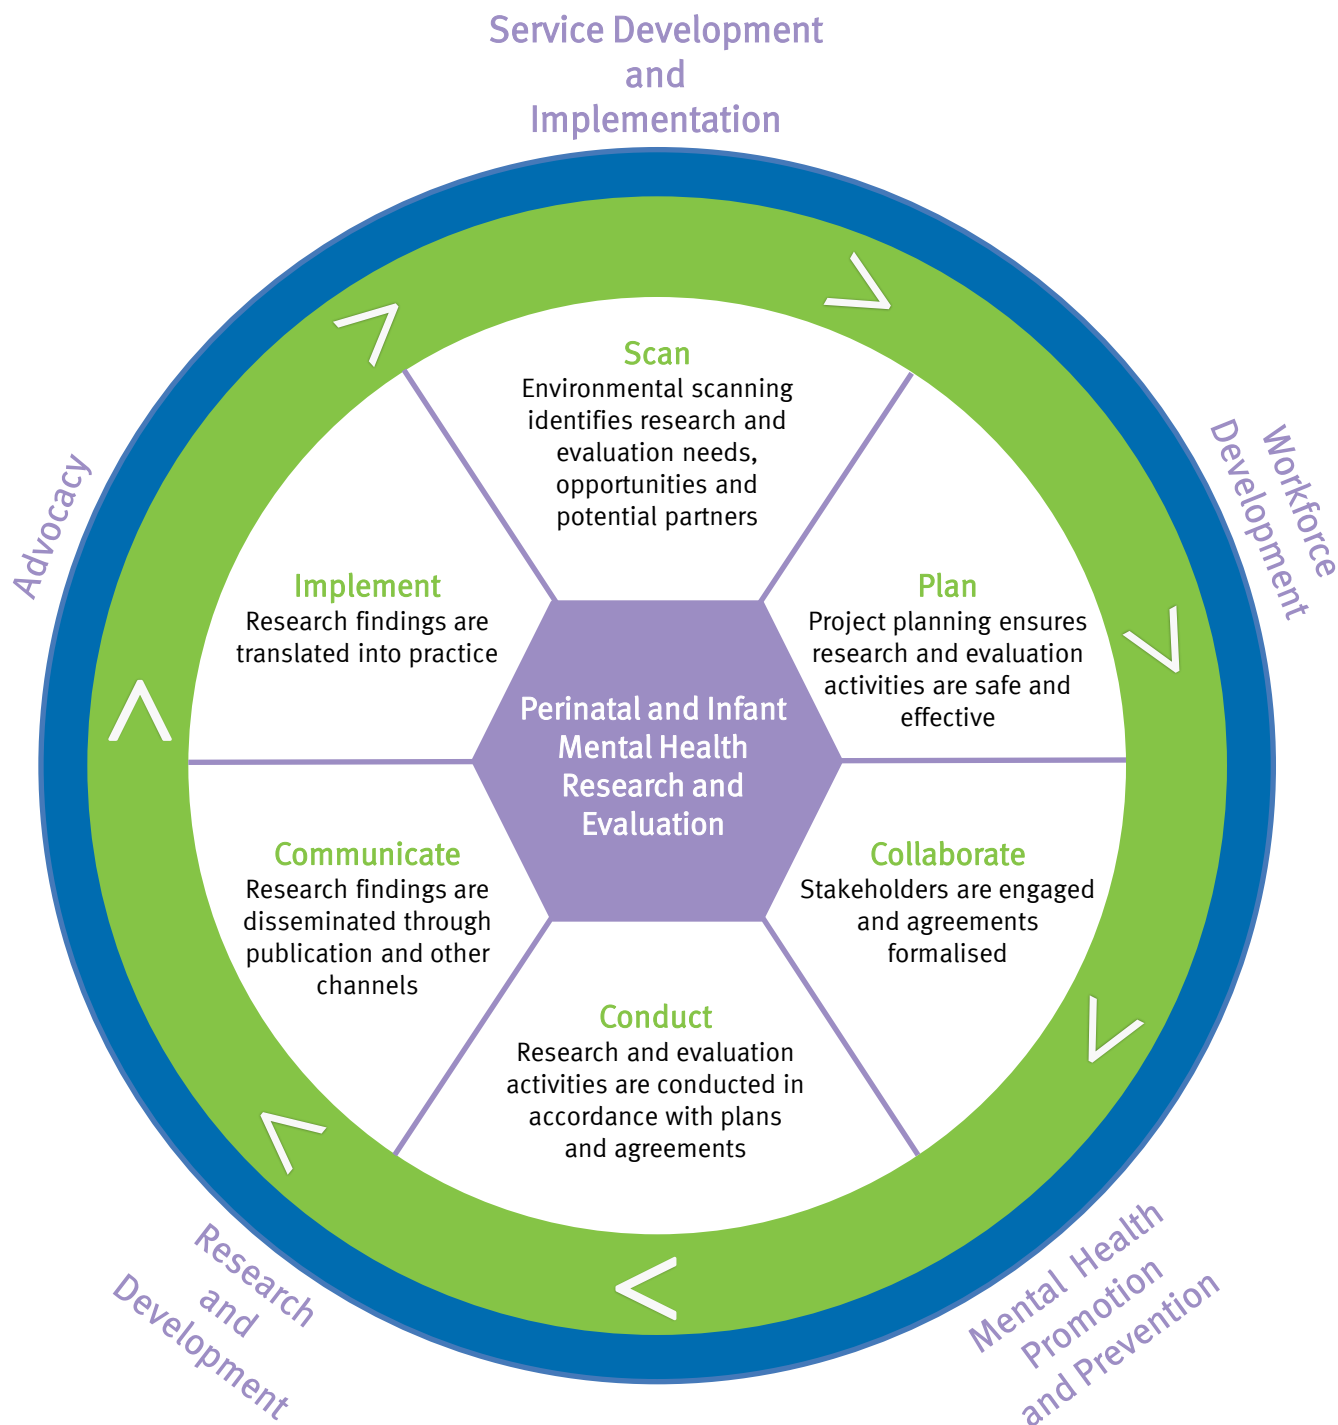 Service Development
and
Implementation
Workforce
Development
Mental Health
Promotion
and Prevention
Research
and
Development
Advocacy
Scan
Environmental scanning
identifies research and
evaluation needs,
opportunities and
potential partners
Plan
Project planning ensures
research and evaluation
activities are safe and
effective
Collaborate
Stakeholders are engaged
and agreements
formalised
Conduct
Research and evaluation
activities are conducted in
accordance with plans
and agreements
Communicate
Research findings are
disseminated through
publication and other
channels
Implement
Research findings are
translated into practice
Perinatal and Infant
Mental Health
Research and
Evaluation